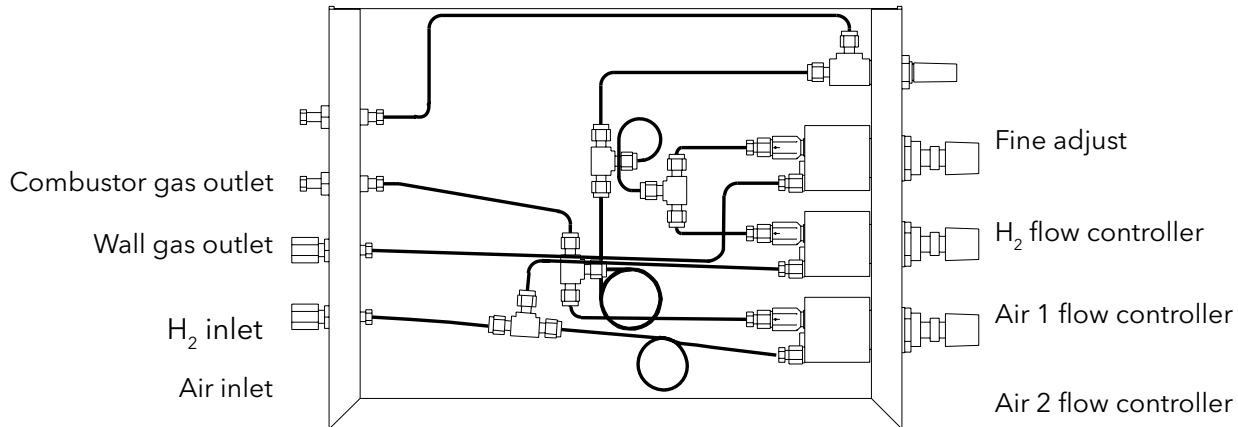 Combustor gas outlet
Wall gas outlet
H₂ inlet
Air inlet
Fine adjust
H₂ flow controller
Air 1 flow controller
Air 2 flow controller